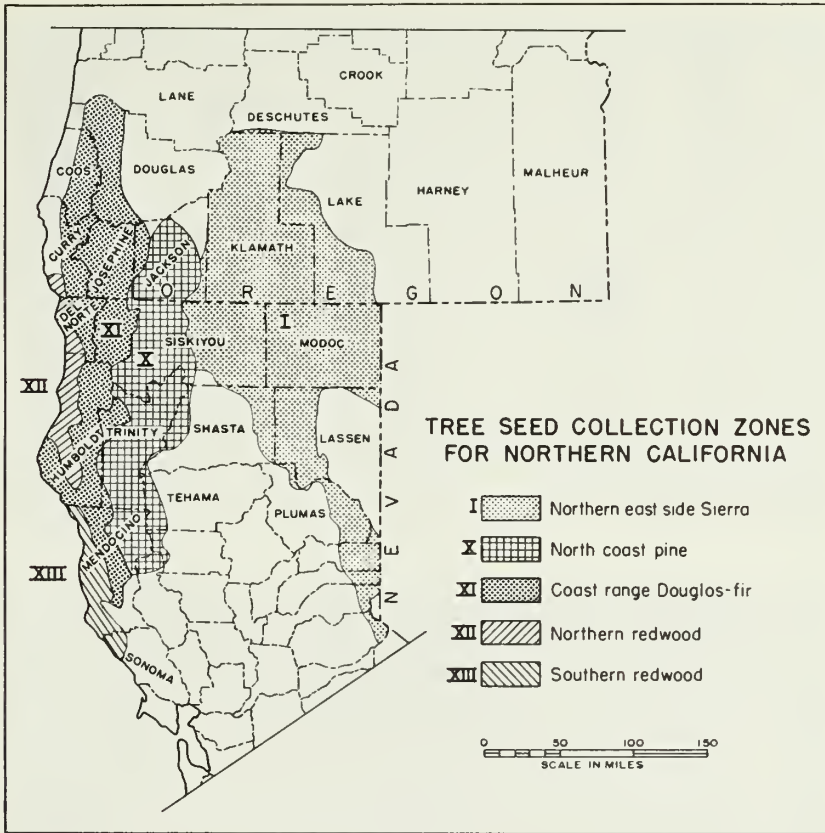 CROOK
LANE
DESCHUTES
COOS
DOUGLAS
LAKE
HARNEY
MALHEUR
CURRY
JOSEPHINE
JACKSON
KLAMATH
O R E G O N
DEL
NORTE
XI
X
SISKIYOU
I
MODOC
XII
HUMBOLDT
TRINITY
SHASTA
LASSEN
NEVADA
TEHAMA
PLUMAS
MENDOCINO
XIII
SONOMA
TREE SEED COLLECTION ZONES
FOR NORTHERN CALIFORNIA
I Northern east side Sierra
X North coast pine
XI Coast range Douglos-fir
XII Northern redwood
XIII Southern redwood
0 50 100 150
SCALE IN MILES